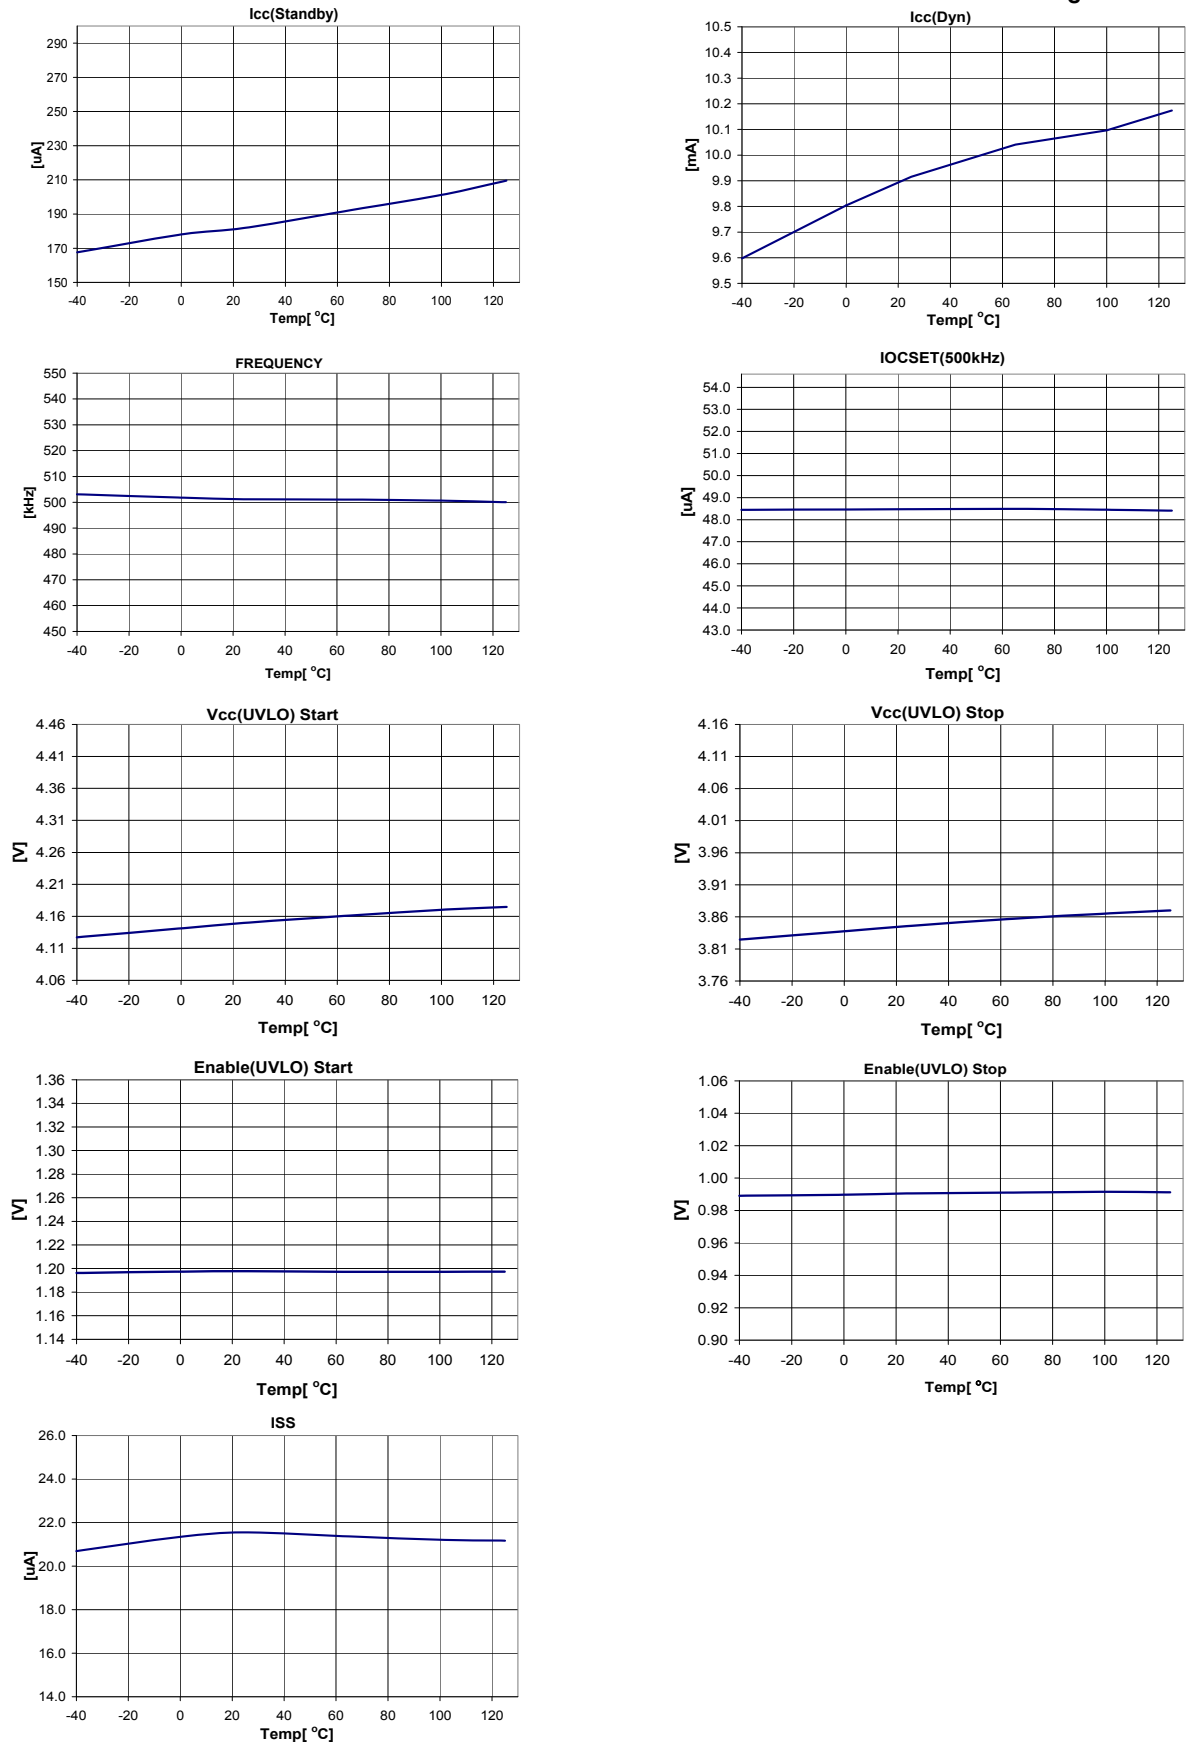 Icc(Standby)
290
270
250
230
210
190
170
150
[uA]
-40 -20 0 20 40 60 80 100 120
Temp[ °C]
Icc(Dyn)
10.5
10.4
10.3
10.2
10.1
10.0
9.9
9.8
9.7
9.6
9.5
[mA]
-40 -20 0 20 40 60 80 100 120
Temp[ °C]
FREQUENCY
550
540
530
520
510
500
490
480
470
460
450
[kHz]
-40 -20 0 20 40 60 80 100 120
Temp[ °C]
IOCSET(500kHz)
54.0
53.0
52.0
51.0
50.0
49.0
48.0
47.0
46.0
45.0
44.0
43.0
[uA]
-40 -20 0 20 40 60 80 100 120
Temp[ °C]
Vcc(UVLO) Start
4.46
4.41
4.36
4.31
4.26
4.21
4.16
4.11
4.06
[V]
-40 -20 0 20 40 60 80 100 120
Temp[ °C]
Vcc(UVLO) Stop
4.16
4.11
4.06
4.01
3.96
3.91
3.86
3.81
3.76
[V]
-40 -20 0 20 40 60 80 100 120
Temp[ °C]
Enable(UVLO) Start
1.36
1.34
1.32
1.30
1.28
1.26
1.24
1.22
1.20
1.18
1.16
1.14
[V]
-40 -20 0 20 40 60 80 100 120
Temp[ °C]
Enable(UVLO) Stop
1.06
1.04
1.02
1.00
0.98
0.96
0.94
0.92
0.90
[V]
-40 -20 0 20 40 60 80 100 120
Temp[ °C]
ISS
26.0
24.0
22.0
20.0
18.0
16.0
14.0
[uA]
-40 -20 0 20 40 60 80 100 120
Temp[ °C]